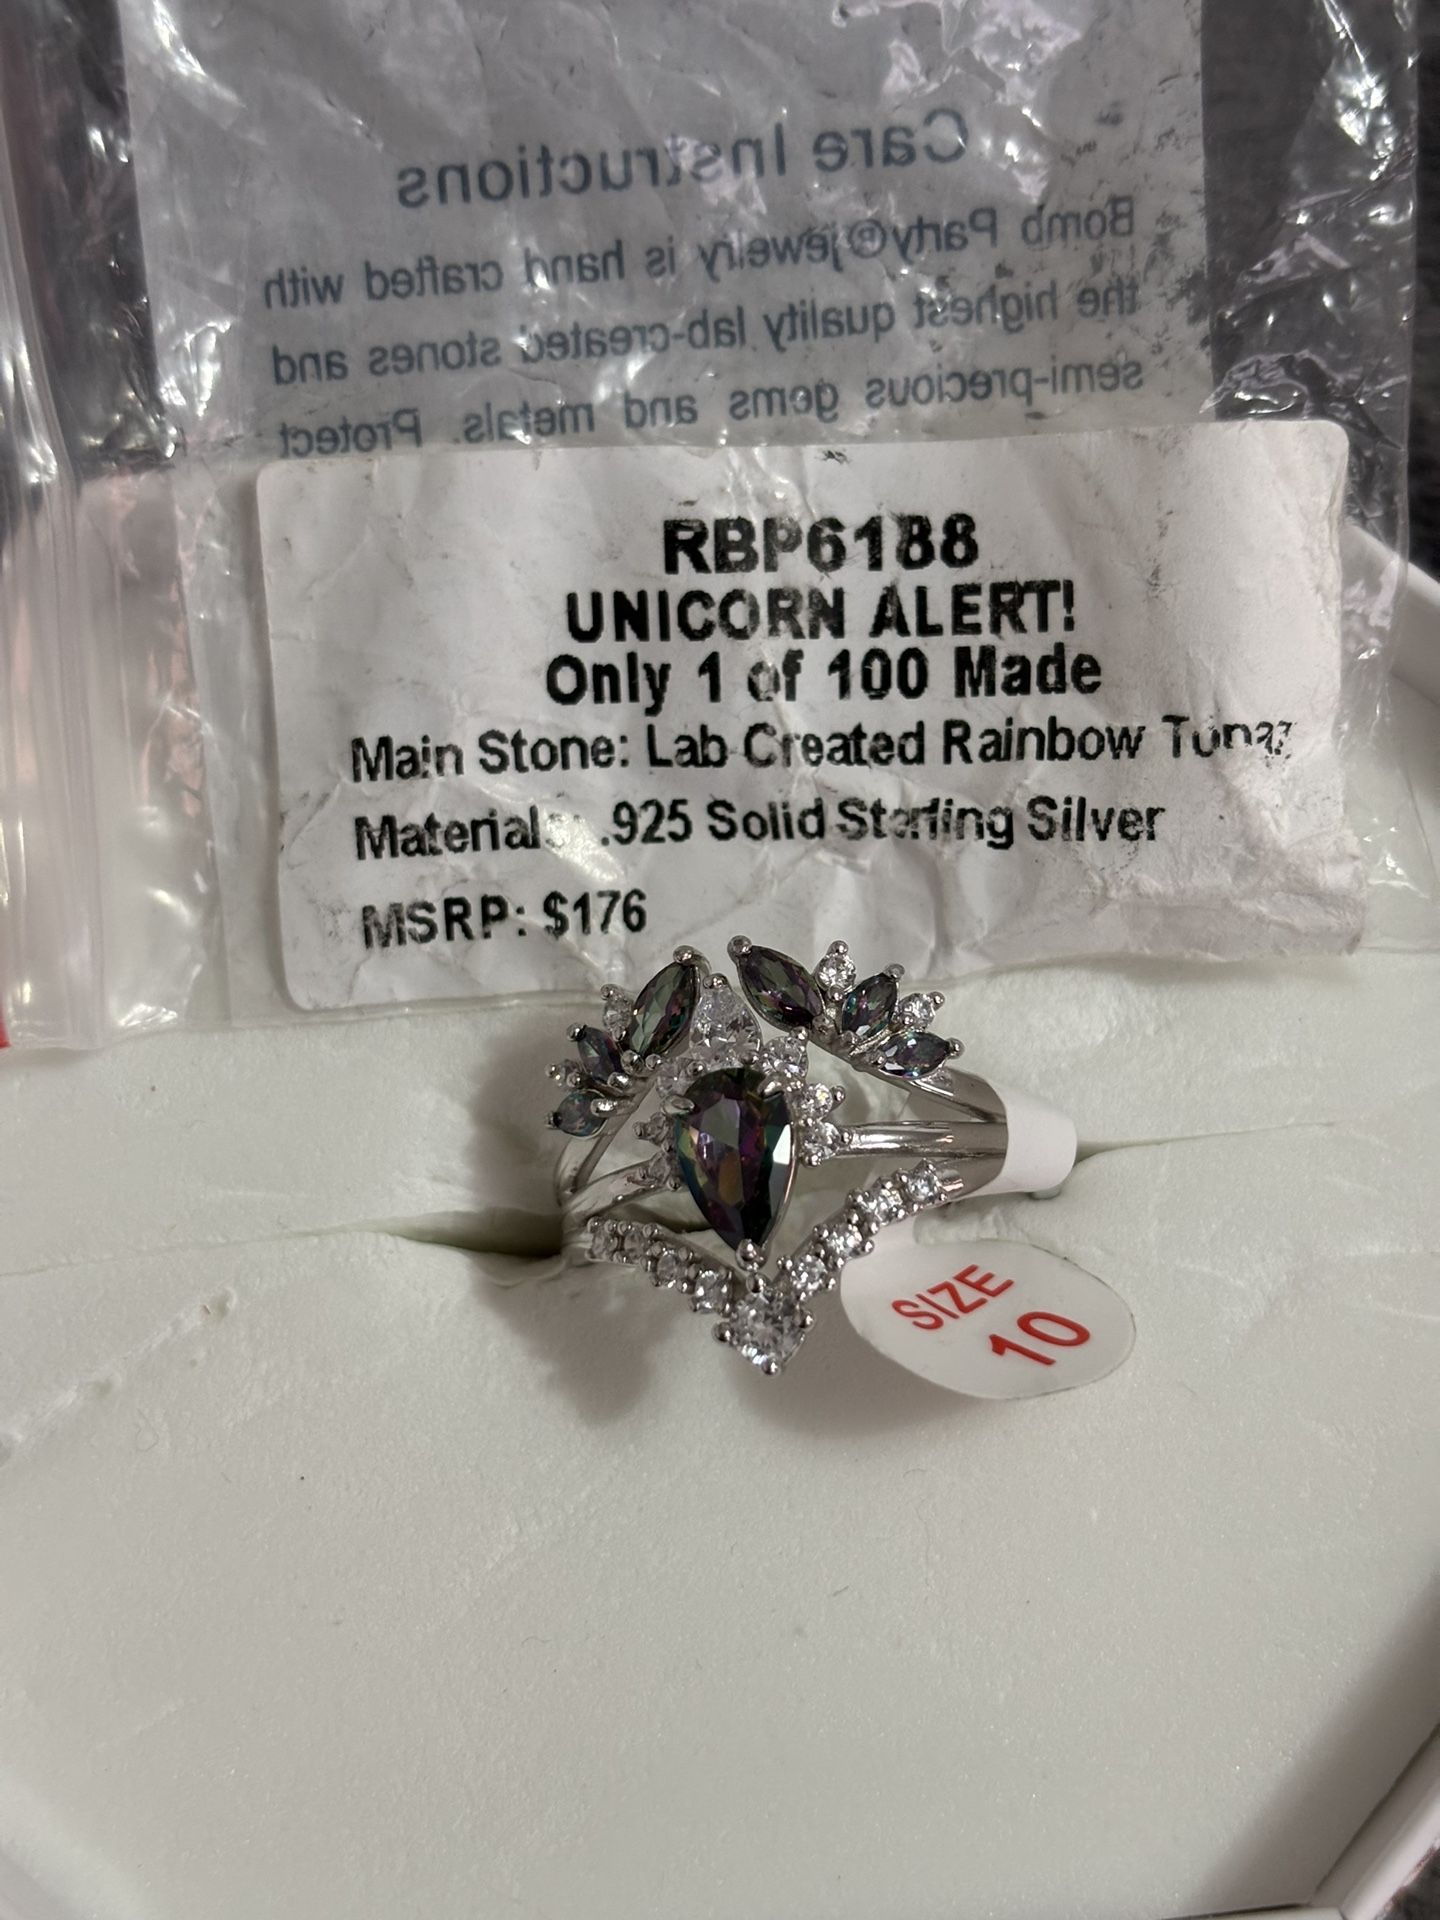 Care Instructions
Bomb Party®jewelry is hand crafted with
the highest quality lab-created stones and
semi-precious gems and metals. Protect
RBP6188
UNICORN ALERT!
Only 1 of 100 Made
Main Stone: Lab Created Rainbow Topaz
Materials: .925 Solid Sterling Silver
MSRP: $176
SIZE
10